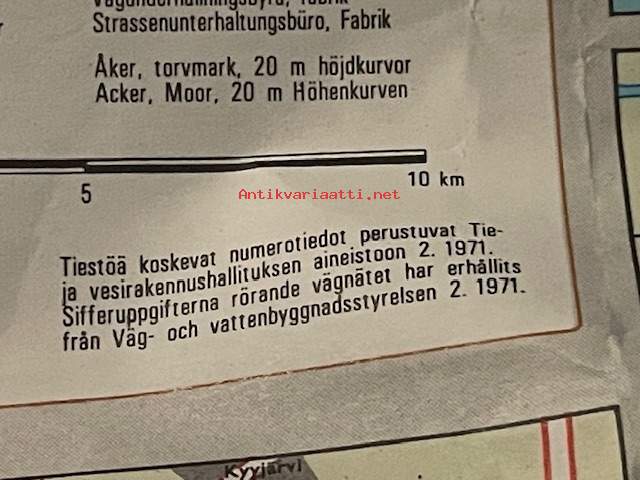 Strassenunterhaltungsbüro, Fabrik
Åker, torvmark, 20 m höjdkurvor
Acker, Moor, 20 m Höhenkurven
5
10 km
Antikvariaatti.net
Tiestöä koskevat numerotiedot perustuvat Tie-
ja vesirakennushallituksen aineistoon 2. 1971.
Sifferuppgifterna rörande vägnätet har erhållits
från Väg- och vattenbyggnadsstyrelsen 2. 1971.
Kyyjärvi